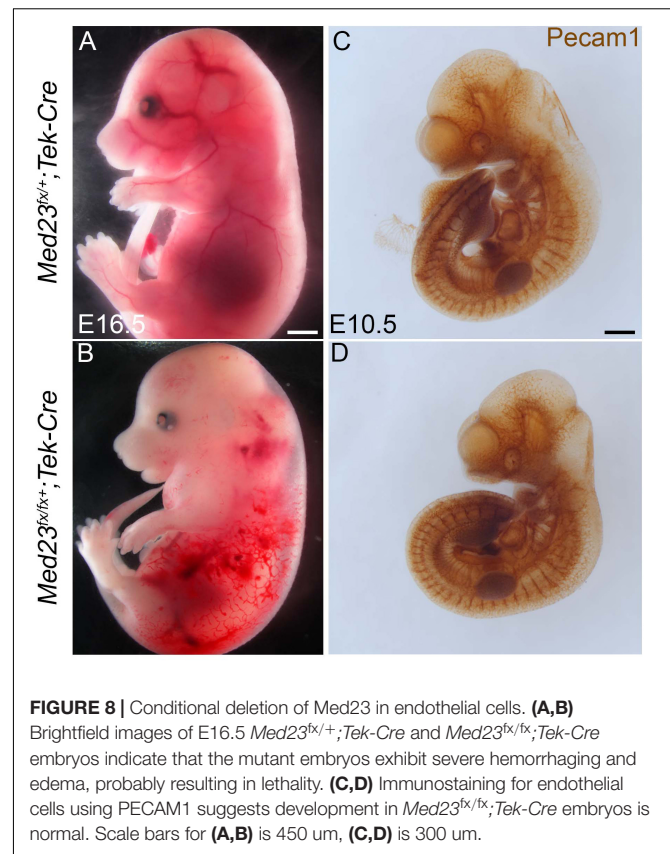 A
C
Pecam1
Med23fx/+;Tek-Cre
E16.5
E10.5
B
D
Med23fx/fx+;Tek-Cre
FIGURE 8 | Conditional deletion of Med23 in endothelial cells. (A,B)
Brightfield images of E16.5 Med23fx/+;Tek-Cre and Med23fx/fx;Tek-Cre
embryos indicate that the mutant embryos exhibit severe hemorrhaging and
edema, probably resulting in lethality. (C,D) Immunostaining for endothelial
cells using PECAM1 suggests development in Med23fx/fx;Tek-Cre embryos is
normal. Scale bars for (A,B) is 450 um, (C,D) is 300 um.